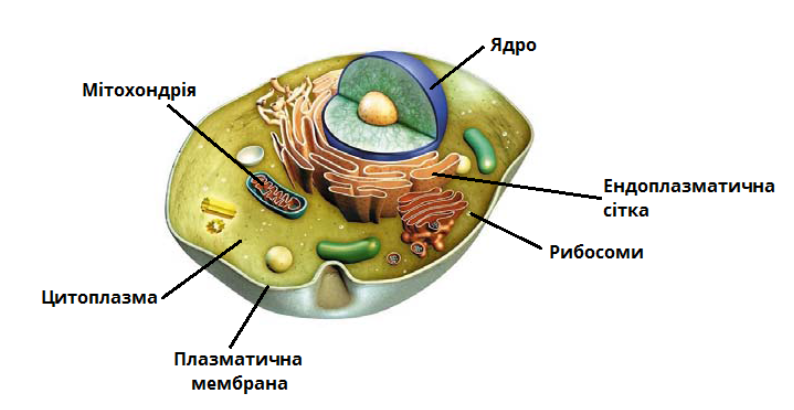 Ядро
Мітохондрія
Ендоплазматична
сітка
Рибосоми
Цитоплазма
Плазматична
мембрана